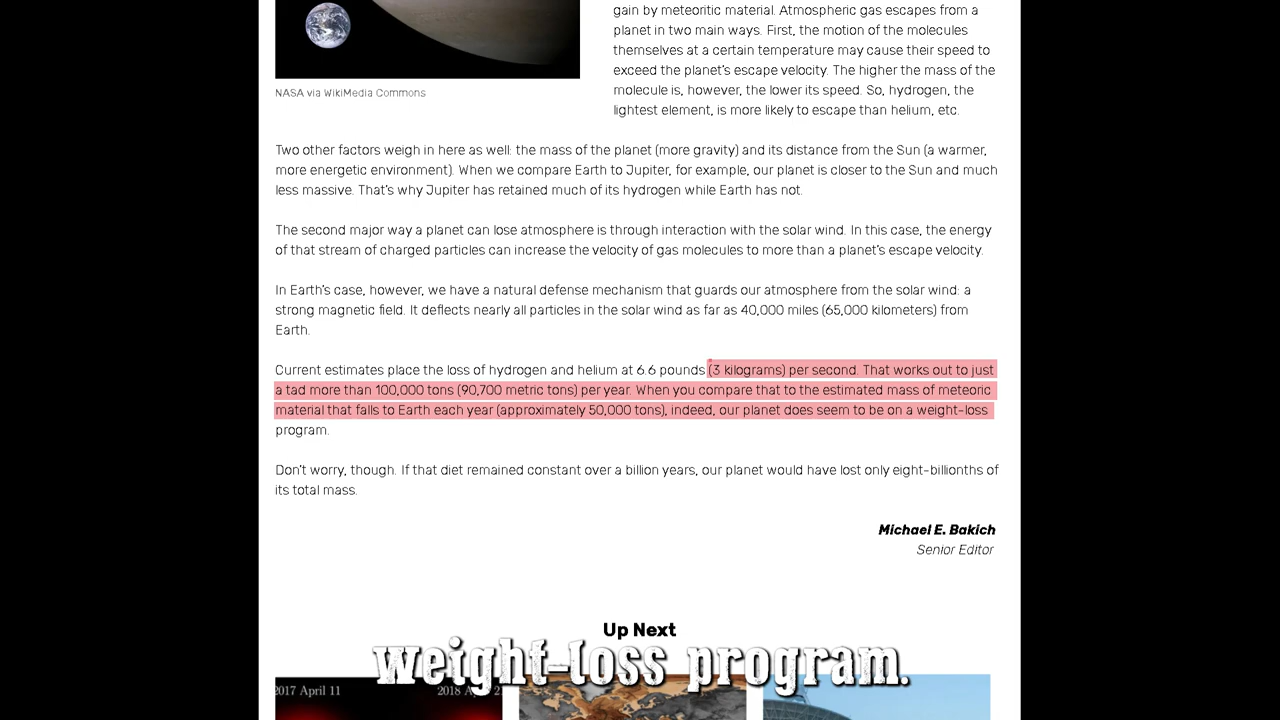 gain by meteoritic material. Atmospheric gas escapes from a
planet in two main ways. First, the motion of the molecules
themselves at a certain temperature may cause their speed to
exceed the planet's escape velocity. The higher the mass of the
molecule is, however, the lower its speed. So, hydrogen, the
lightest element, is more likely to escape than helium, etc.
NASA via WikiMedia Commons
Two other factors weigh in here as well: the mass of the planet (more gravity) and its distance from the Sun (a warmer,
more energetic environment). When we compare Earth to Jupiter, for example, our planet is closer to the Sun and much
less massive. That's why Jupiter has retained much of its hydrogen while Earth has not.
The second major way a planet can lose atmosphere is through interaction with the solar wind. In this case, the energy
of that stream of charged particles can increase the velocity of gas molecules to more than a planet's escape velocity.
In Earth's case, however, we have a natural defense mechanism that guards our atmosphere from the solar wind: a
strong magnetic field. It deflects nearly all particles in the solar wind as far as 40,000 miles (65,000 kilometers) from
Earth.
Current estimates place the loss of hydrogen and helium at 6.6 pounds (3 kilograms) per second. That works out to just
a tad more than 100,000 tons (90,700 metric tons) per year. When you compare that to the estimated mass of meteoric
material that falls to Earth each year (approximately 50,000 tons), indeed, our planet does seem to be on a weight-loss
program.
Don't worry, though. If that diet remained constant over a billion years, our planet would have lost only eight-billionths of
its total mass.
Michael E. Bakich
Senior Editor
Up Next
weight-loss program.
2017 April 11
2018